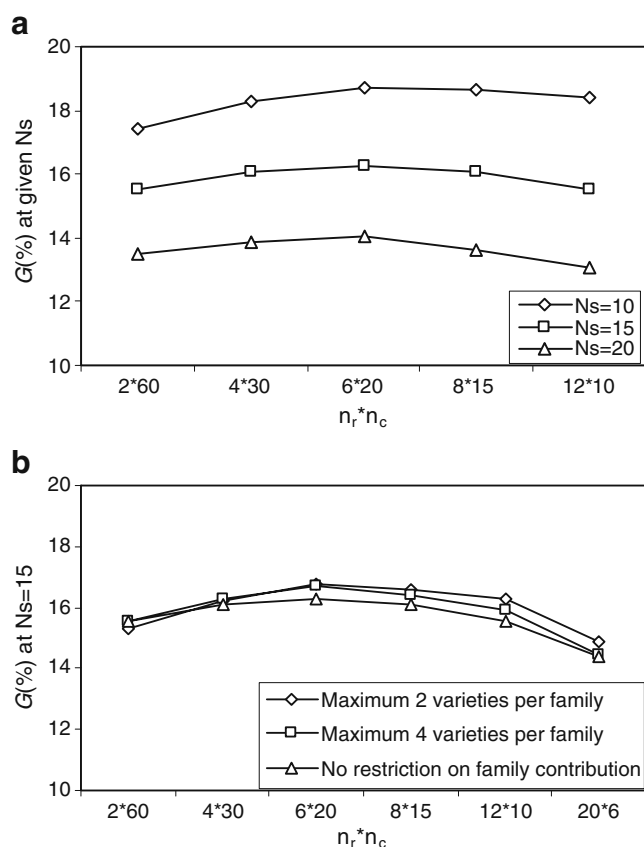 a
20
18
16
14
12
10
G(%) at given Ns
Ns=10
Ns=15
Ns=20
2*60 4*30 6*20 8*15 12*10
n_r*n_c
b
20
18
16
14
12
10
G(%) at Ns=15
Maximum 2 varieties per family
Maximum 4 varieties per family
No restriction on family contribution
2*60 4*30 6*20 8*15 12*10 20*6
n_r*n_c